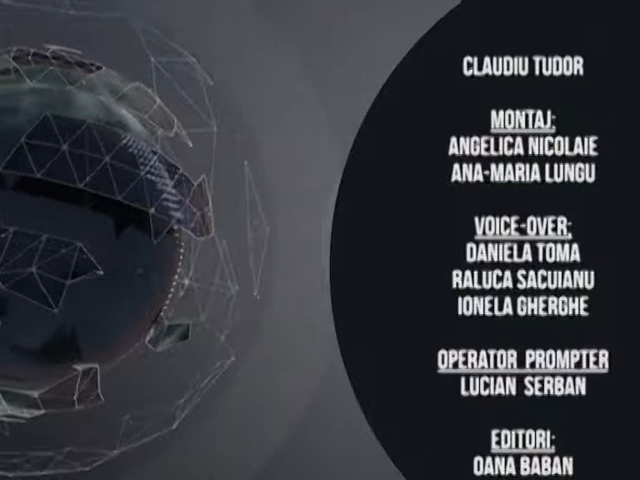 CLAUDIU TUDOR
MONTAJ:
ANGELICA NICOLAIE
ANA-MARIA LUNGU
VOICE-OVER:
DANIELA TOMA
RALUCA SACUIANU
IONELA GHERGHE
OPERATOR PROMPTER
LUCIAN SERBAN
EDITORI:
OANA BABAN